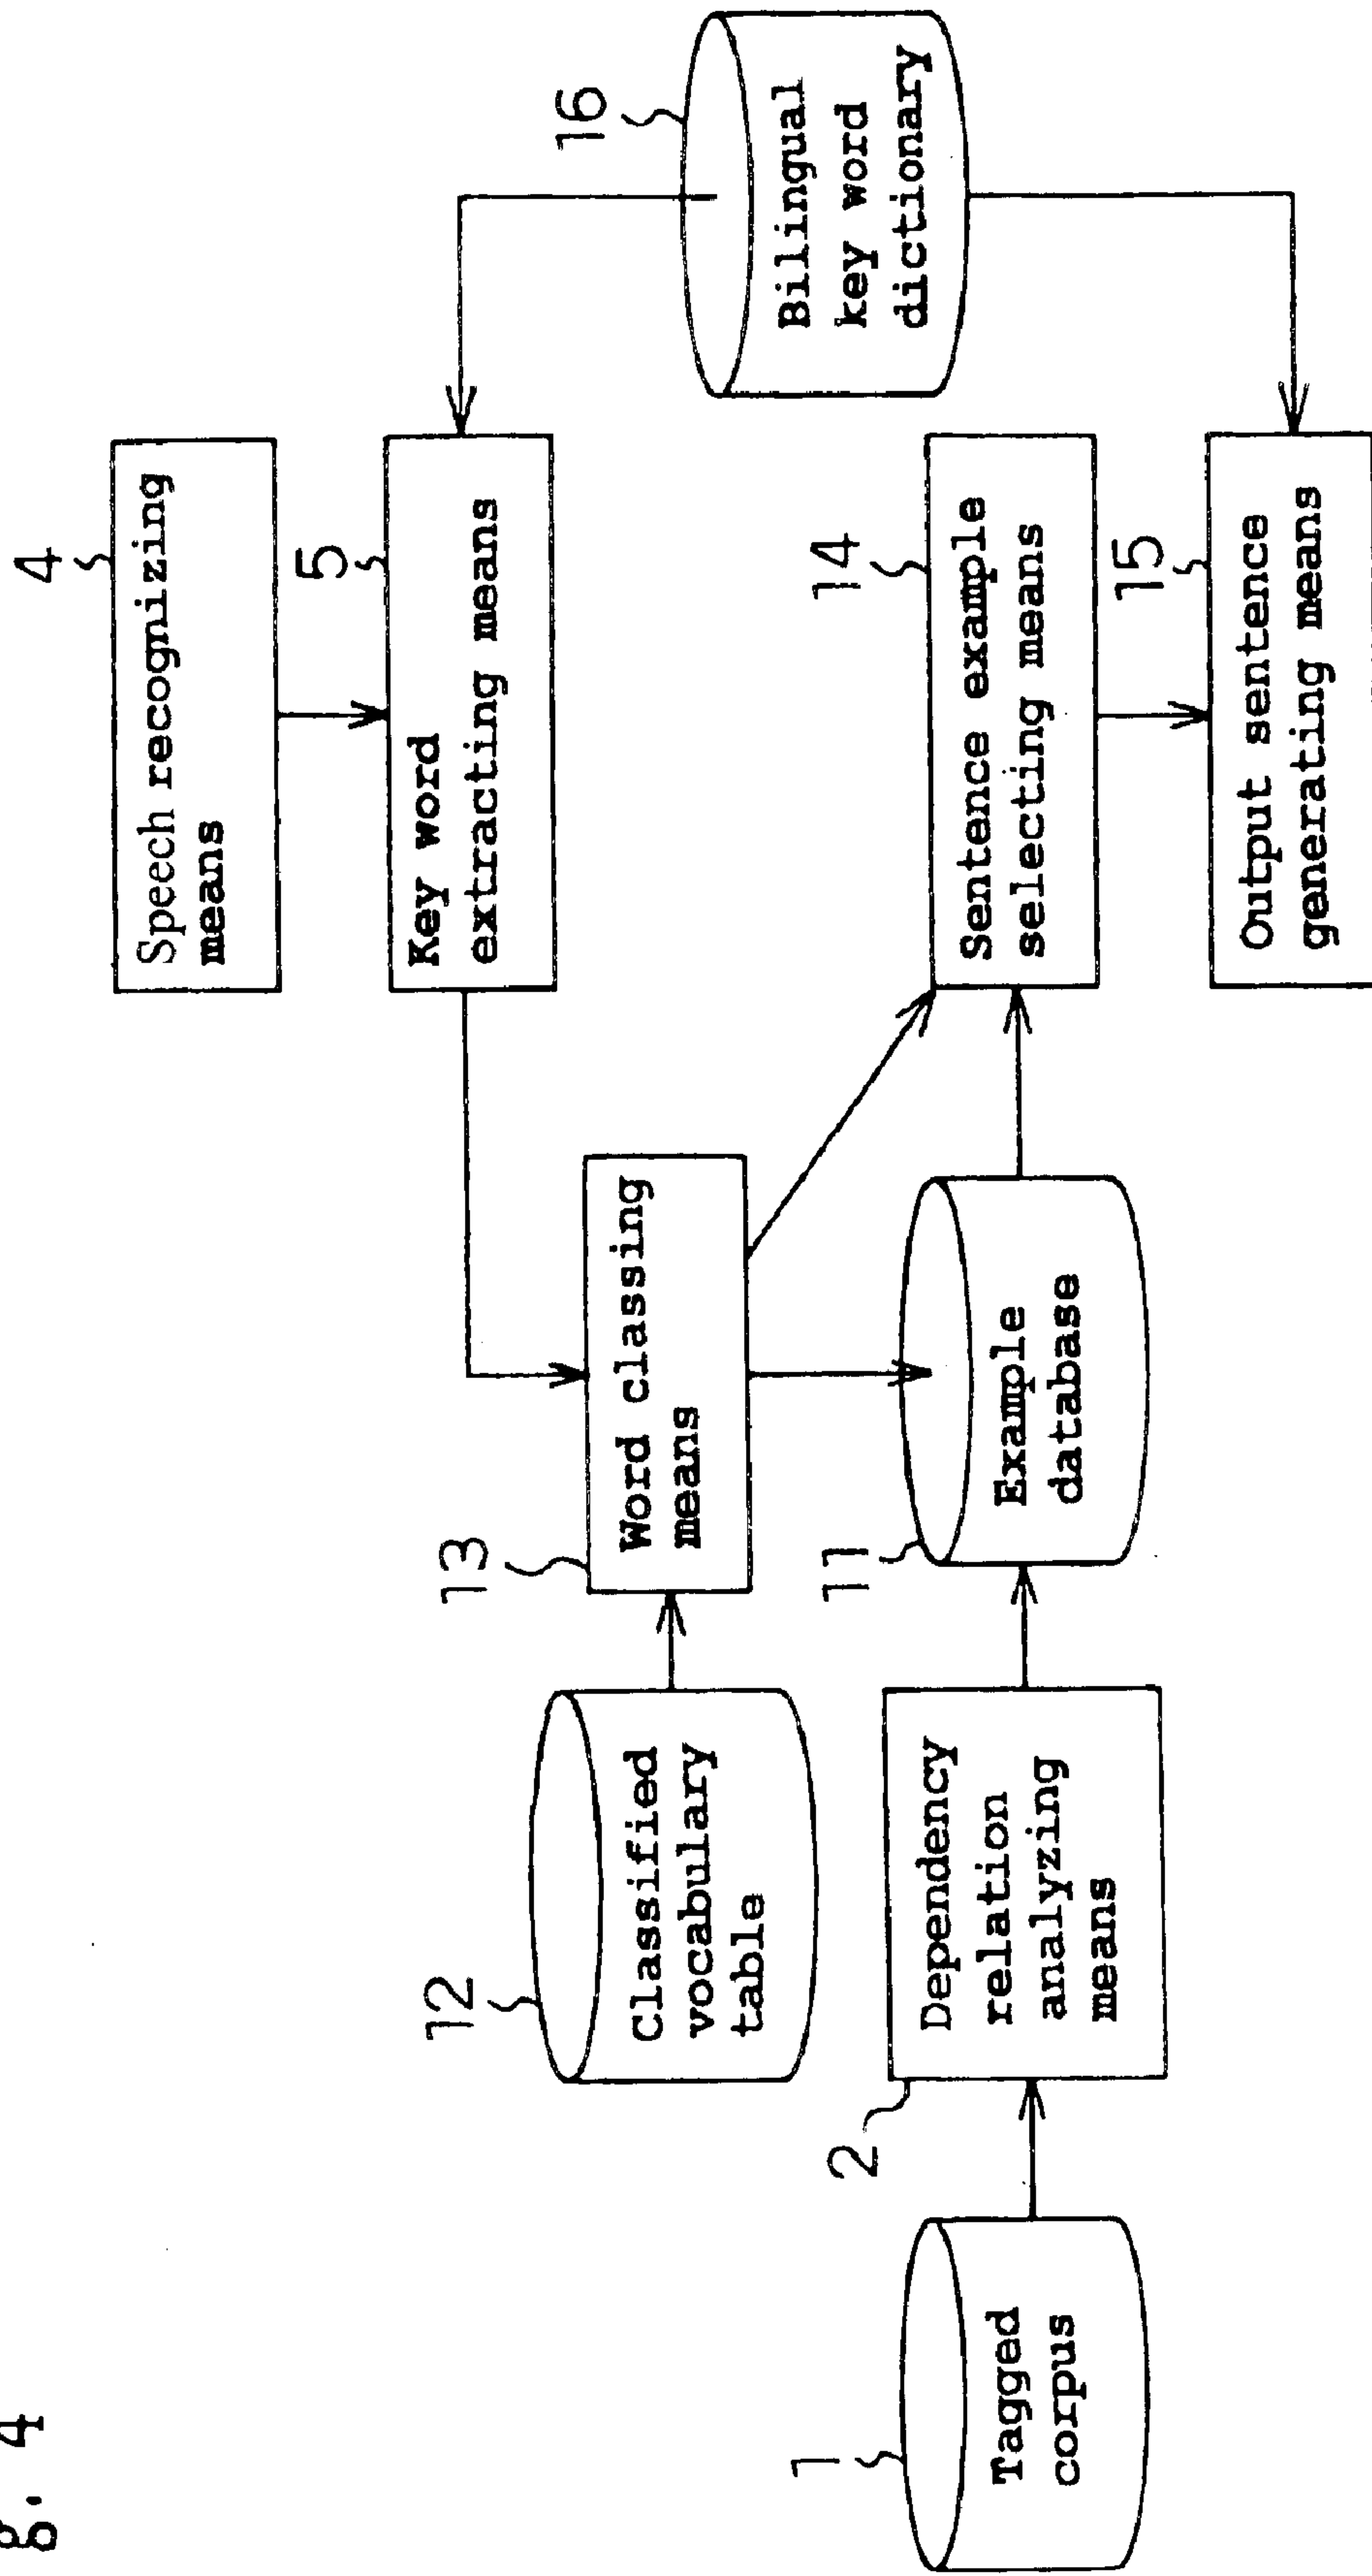 g. 4
4
Speech recognizing
means
5
Key word
extracting means
16
Bilingual
key word
dictionary
13
Word classing
means
12
Classified
vocabulary
table
14
Sentence example
selecting means
11
Example
database
2
Dependency
relation
analyzing
means
1
Tagged
corpus
15
Output sentence
generating means